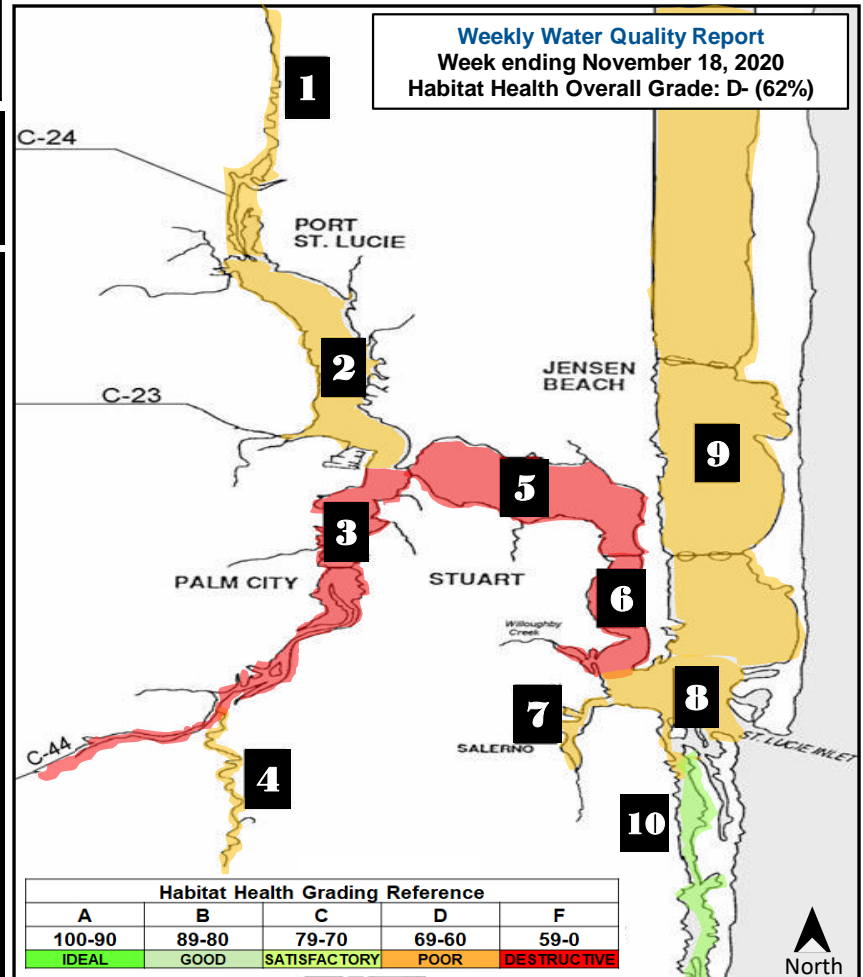 Weekly Water Quality Report
Week ending November 18, 2020
Habitat Health Overall Grade: D- (62%)
1
C-24
PORT
ST. LUCIE
2
JENSEN
BEACH
C-23
9
5
3
PALM CITY
STUART
6
Willoughby
Creek
7
8
SALERNO
ST. LUCIE INLET
C-44
4
10
Habitat Health Grading Reference
A B C D F
100-90 89-80 79-70 69-60 59-0
IDEAL GOOD SATISFACTORY POOR DESTRUCTIVE
North